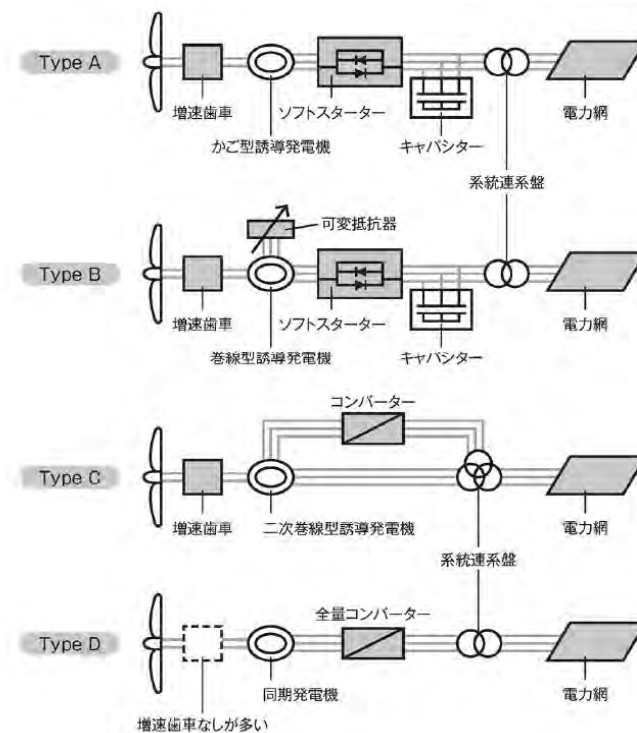 Type A
増速歯車
ソフトスターター
電力網
かご型誘導発電機
キャパシター
系統連系盤
可変抵抗器
Type B
増速歯車
ソフトスターター
電力網
巻線型誘導発電機
キャパシター
コンバーター
Type C
増速歯車
二次巻線型誘導発電機
電力網
系統連系盤
全量コンバーター
Type D
同期発電機
電力網
増速歯車なしが多い